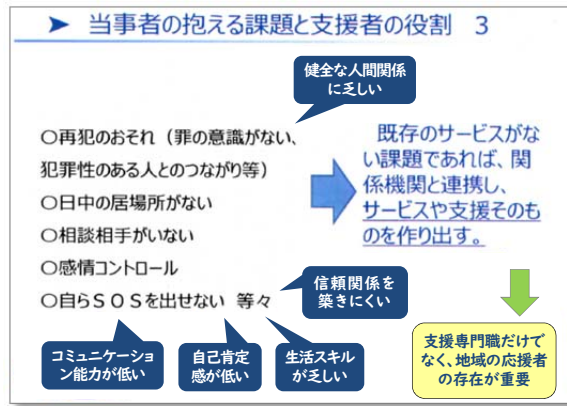 ➤ 当事者の抱える課題と支援者の役割 3
健全な人間関係
に乏しい
○再犯のおそれ（罪の意識がない、
犯罪性のある人とのつながり等）
○日中の居場所がない
○相談相手がいない
○感情コントロール
○自らＳＯＳを出せない 等々
既存のサービスがな
い課題であれば、関
係機関と連携し、
サービスや支援そのも
のを作り出す。
信頼関係を
築きにくい
コミュニケーショ
ン能力が低い
自己肯定
感が低い
生活スキル
が乏しい
支援専門職だけで
なく、地域の応援者
の存在が重要